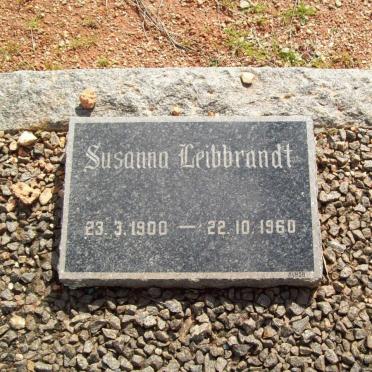 Susanna Leibbrandt
23. 3. 1900 — 22. 10. 1960